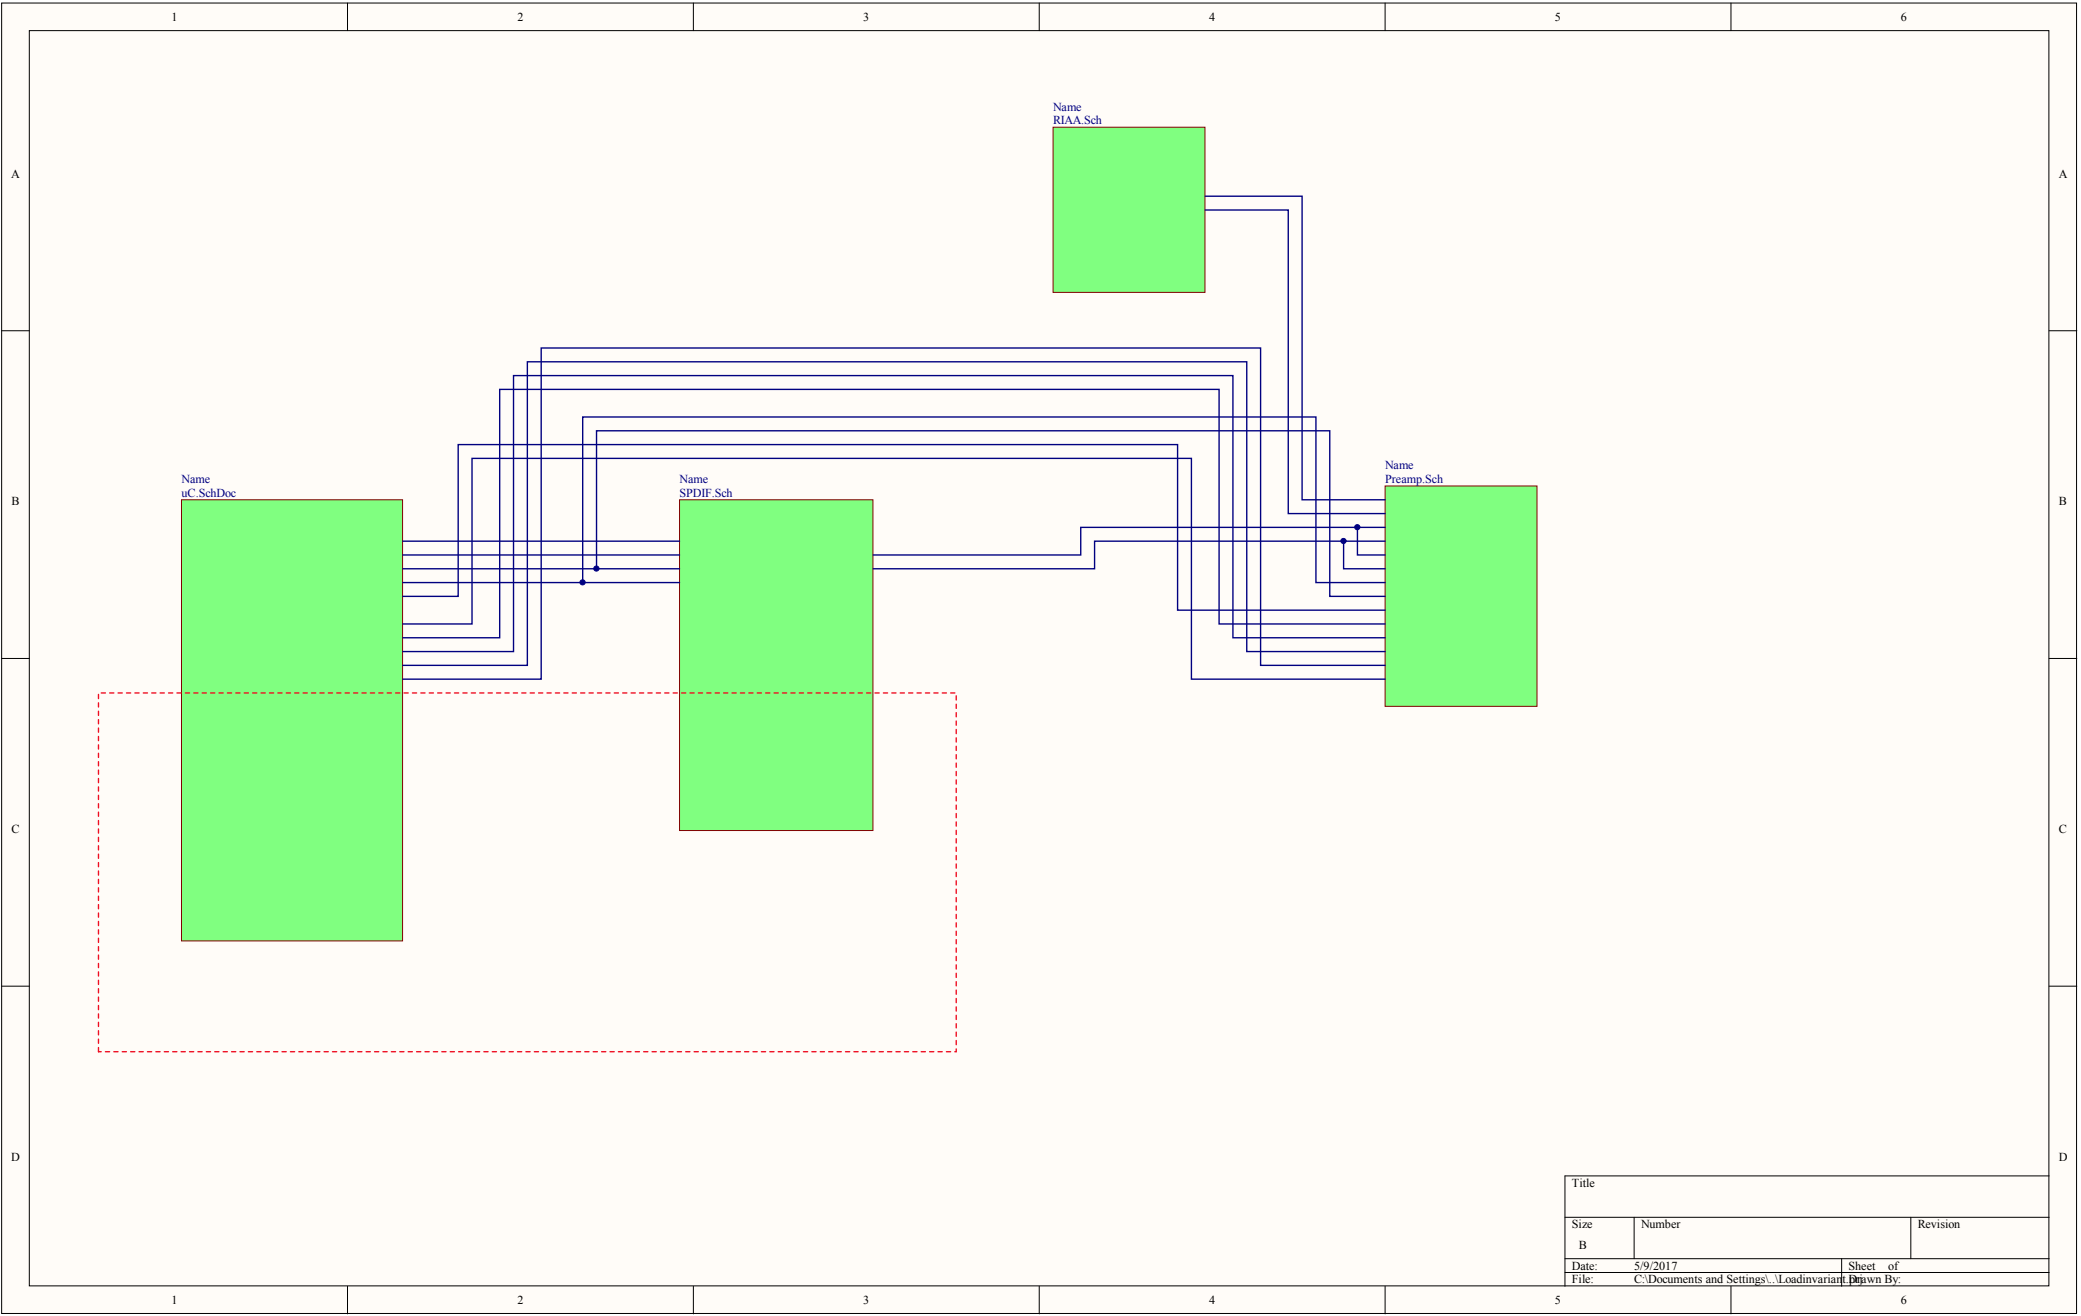 1 2 3 4 5 6
Name
RIAA.Sch
A A
Name
Preamp.Sch
Name
uC.SchDoc
Name
SPDIF.Sch
B B
C C
D D
Title
Size Number Revision
B
Date: 5/9/2017 Sheet of
File: C:\Documents and Settings\..\Loadinvariant. Drawn By:
1 2 3 4 5 6